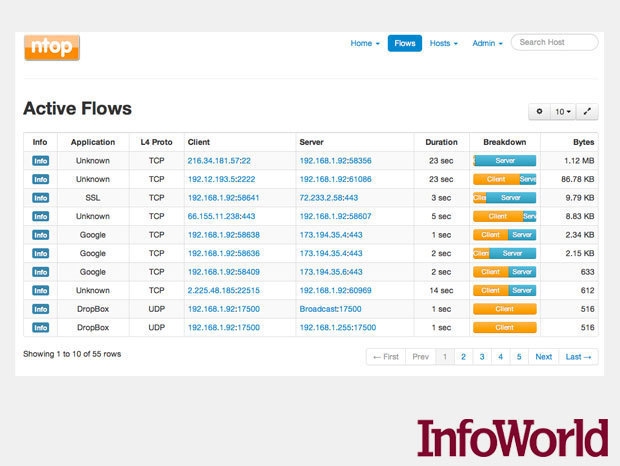 ntop
Home Flows Hosts Admin Search Host
Active Flows
10
Info Application L4 Proto Client Server Duration Breakdown Bytes
Info Unknown TCP 216.34.181.57:22 192.168.1.92:58356 23 sec Server 1.12 MB
Info Unknown TCP 192.12.193.5:2222 192.168.1.92:61086 23 sec Client Serve 86.78 KB
Info SSL TCP 192.168.1.92:58641 72.233.2.58:443 3 sec Clie Server 9.79 KB
Info Unknown TCP 66.155.11.238:443 192.168.1.92:58607 5 sec Client Serv 8.83 KB
Info Google TCP 192.168.1.92:58638 173.194.35.4:443 1 sec Client Server 2.34 KB
Info Google TCP 192.168.1.92:58636 173.194.35.4:443 2 sec Clien Server 2.15 KB
Info Google TCP 192.168.1.92:58409 173.194.35.6:443 2 sec Client Server 633
Info Unknown TCP 2.225.48.185:22515 192.168.1.92:60969 14 sec Client Server 612
Info DropBox UDP 192.168.1.92:17500 Broadcast:17500 1 sec Client 516
Info DropBox UDP 192.168.1.92:17500 192.168.1.255:17500 1 sec Client 516
Showing 1 to 10 of 55 rows
← First Prev 1 2 3 4 5 Next Last →
InfoWorld